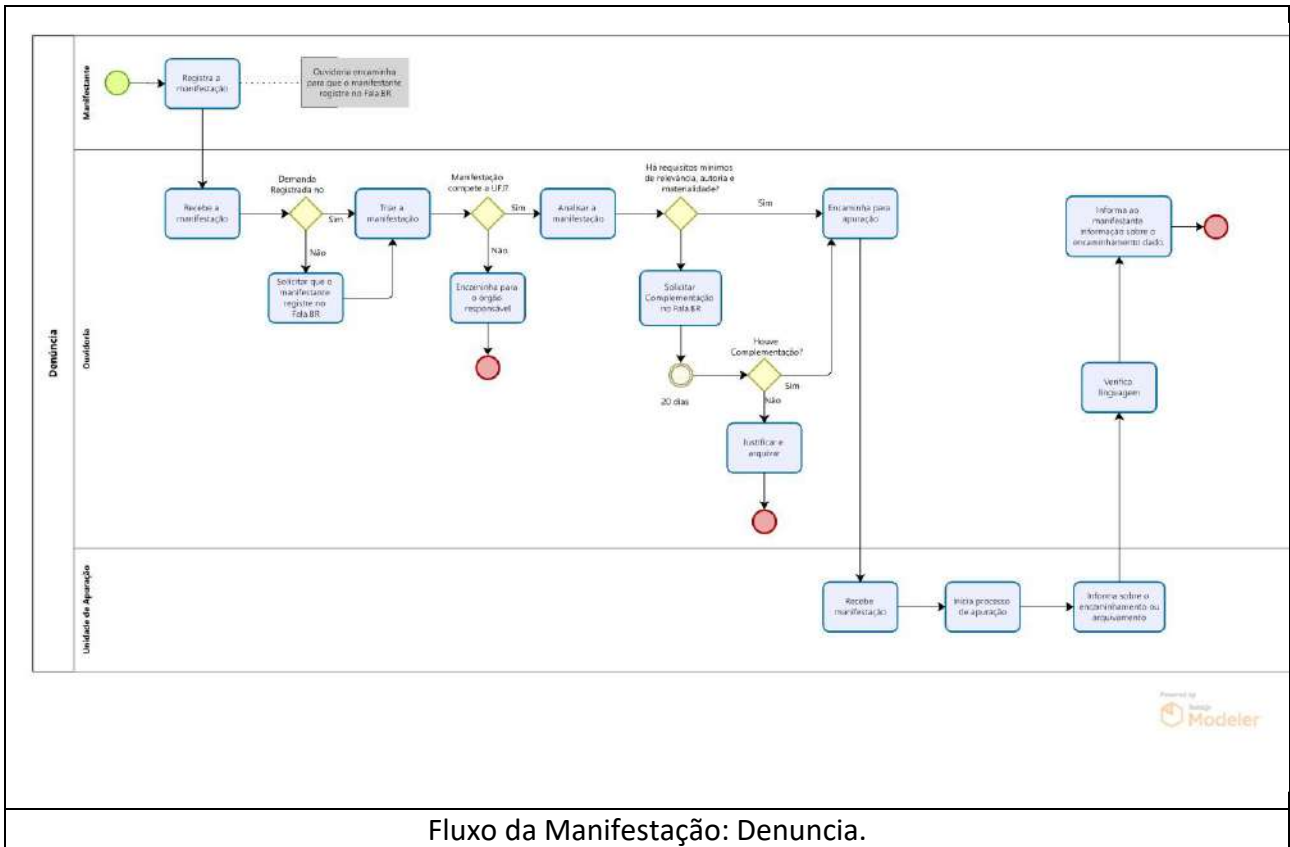 Denúncia
Manifestante
Registra a
manifestação
Ouvidoria encaminha
para que o manifestante
registre no Fala.BR
Ouvidoria
Recebe a
manifestação
Demanda
Registrada no
Sim
Não
Solicitar que o
manifestante
registre no
Fala.BR
Triar a
manifestação
Manifestação
compete a UFJ?
Sim
Não
Encaminha para
o órgão
responsável
Analisar a
manifestação
Há requisitos mínimos
de relevância, autoria e
materialidade?
Sim
Solicitar
Complementação
no Fala.BR
20 dias
Houve
Complementação?
Sim
Não
Justificar e
arquivar
Encaminha para
apuração
Unidade de Apuração
Recebe
manifestação
Inicia processo
de apuração
Informa sobre o
encaminhamento ou
arquivamento
Verifica
linguagem
Informa ao
manifestante
informação sobre o
encaminhamento dado.
Powered by
Modeler
Fluxo da Manifestação: Denuncia.